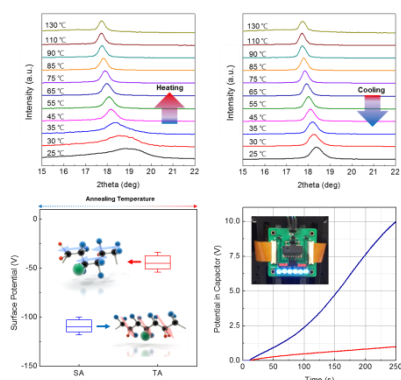 130 ℃
110 ℃
90 ℃
85 ℃
75 ℃
65 ℃
55 ℃
45 ℃
35 ℃
30 ℃
25 ℃
Heating
Intensity (a.u.)
15 16 17 18 19 20 21 22
2theta (deg)
130 ℃
110 ℃
90 ℃
85 ℃
75 ℃
65 ℃
55 ℃
45 ℃
35 ℃
30 ℃
25 ℃
Cooling
Intensity (a.u.)
15 16 17 18 19 20 21 22
2theta (deg)
Annealing Temperature
Surface Potential (V)
0
-50
-100
-150
SA TA
Potential in Capacitor (V)
10.0
7.5
5.0
2.5
0.0
0 50 100 150 200 250
Time (s)